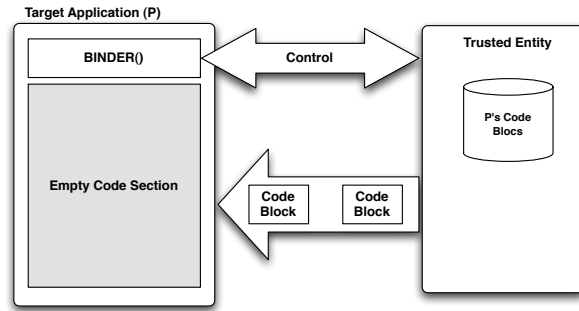 Target Application (P)
BINDER()
Control
Trusted Entity
P's Code
Blocs
Empty Code Section
Code
Block
Code
Block